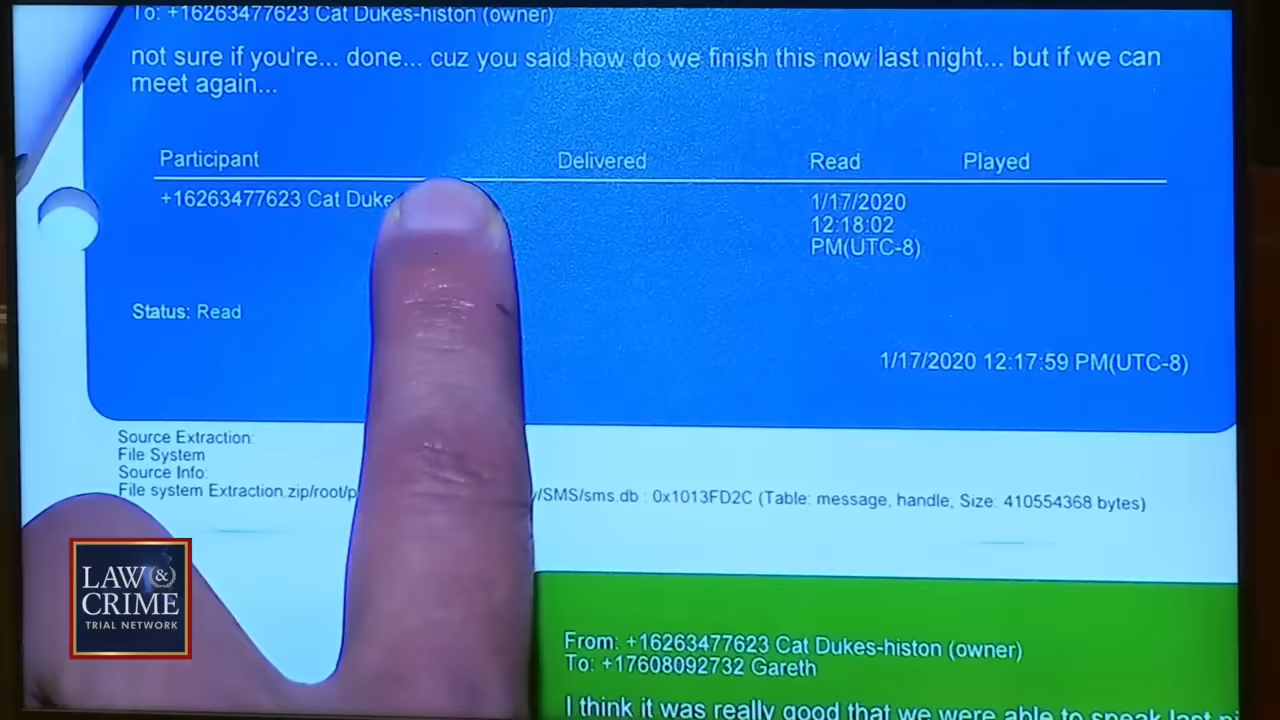 To: +16263477623 Cat Dukes-histon (owner)
not sure if you're... done... cuz you said how do we finish this now last night... but if we can
meet again...
Participant Delivered Read Played
+16263477623 Cat Duke 1/17/2020
12:18:02
PM(UTC-8)
Status: Read
1/17/2020 12:17:59 PM(UTC-8)
Source Extraction:
File System
Source Info:
File system Extraction.zip/root/p /SMS/sms.db : 0x1013FD2C (Table: message, handle, Size: 410554368 bytes)
From: +16263477623 Cat Dukes-histon (owner)
To: +17608092732 Gareth
I think it was really good that we were able to speak last
LAW &
CRIME
TRIAL NETWORK